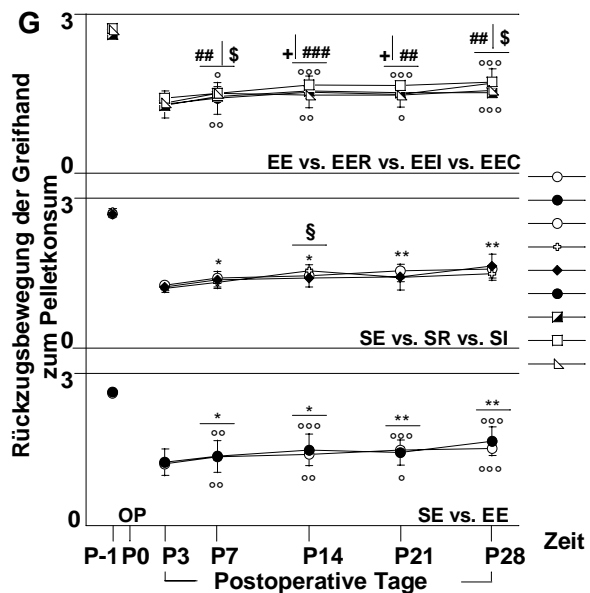 G
3
## $
+ ###
+ ##
## $
° °°° °°° °°°
°° °° ° °°°
0
EE vs. EER vs. EEI vs. EEC
3
§
* * ** **
0
SE vs. SR vs. SI
3
* * ** **
°° °°° °°° °°°
°° °° ° °°°
0
OP
SE vs. EE
Rückzugsbewegung der Greifhand
zum Pelletkonsum
P-1 P0 P3 P7 P14 P21 P28
Zeit
Postoperative Tage